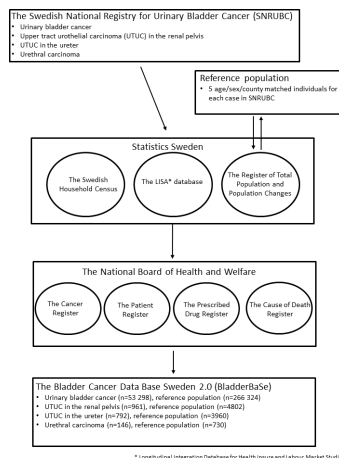 The Swedish National Registry for Urinary Bladder Cancer (SNRUBC)
• Urinary bladder cancer
• Upper tract urothelial carcinoma (UTUC) in the renal pelvis
• UTUC in the ureter
• Urethral carcinoma
Reference population
• 5 age/sex/county matched individuals for
each case in SNRUBC
Statistics Sweden
The Swedish
Household Census
The LISA* database
The Register of Total
Population and
Population Changes
The National Board of Health and Welfare
The Cancer
Register
The Patient
Register
The Prescribed
Drug Register
The Cause of Death
Register
The Bladder Cancer Data Base Sweden 2.0 (BladderBaSe)
• Urinary bladder cancer (n=53 298), reference population (n=266 324)
• UTUC in the renal pelvis (n=961), reference population (n=4802)
• UTUC in the ureter (n=792), reference population (n=3960)
• Urethral carcinoma (n=146), reference population (n=730)
* Longitudinal Integration Database for Health Insure and Labour Market Studi